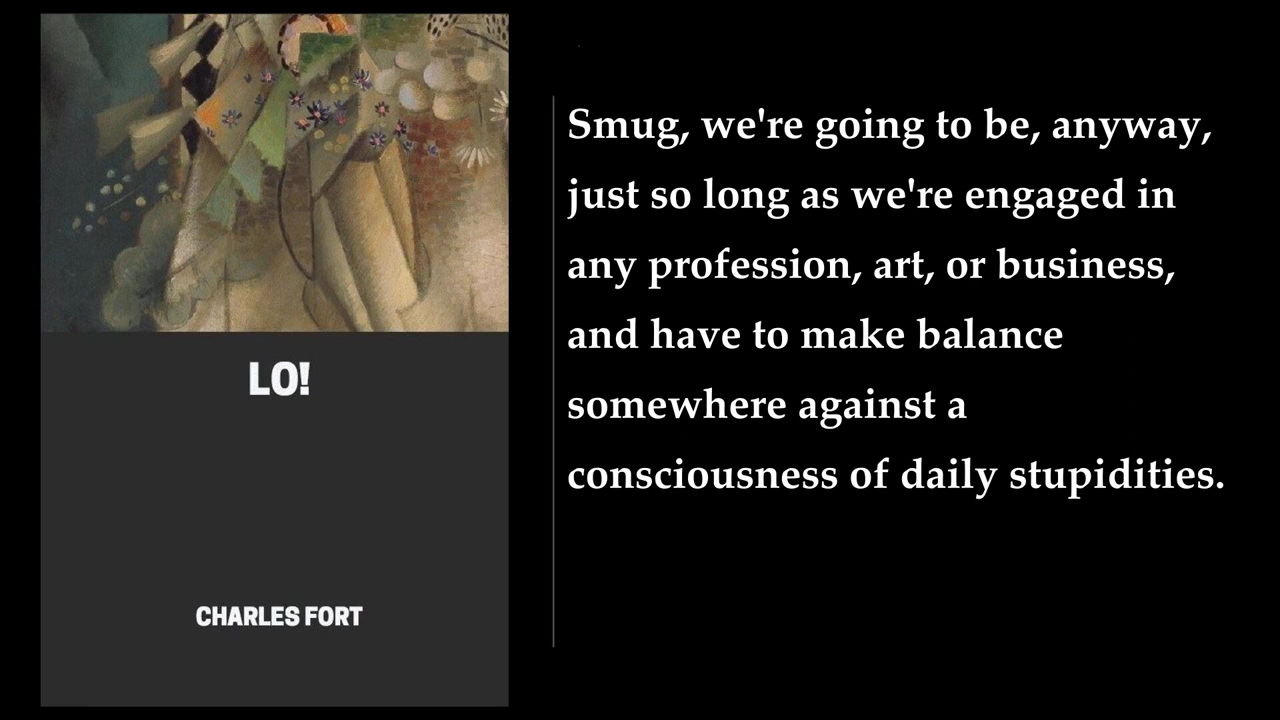 LO!
CHARLES FORT
Smug, we're going to be, anyway,
just so long as we're engaged in
any profession, art, or business,
and have to make balance
somewhere against a
consciousness of daily stupidities.